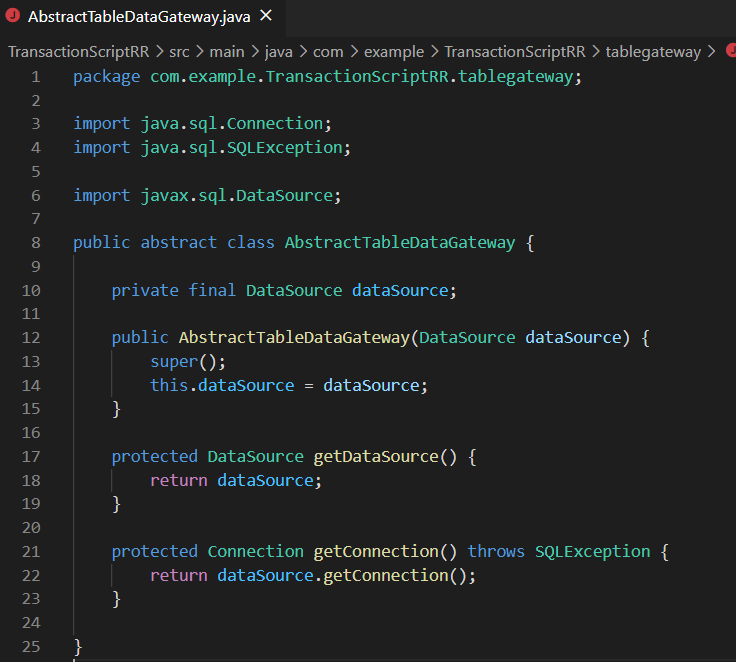 AbstractTableDataGateway.java
TransactionScriptRR > src > main > java > com > example > TransactionScriptRR > tablegateway >
1 package com.example.TransactionScriptRR.tablegateway;
2
3 import java.sql.Connection;
4 import java.sql.SQLException;
5
6 import javax.sql.DataSource;
7
8 public abstract class AbstractTableDataGateway {
9
10     private final DataSource dataSource;
11
12     public AbstractTableDataGateway(DataSource dataSource) {
13         super();
14         this.dataSource = dataSource;
15     }
16
17     protected DataSource getDataSource() {
18         return dataSource;
19     }
20
21     protected Connection getConnection() throws SQLException {
22         return dataSource.getConnection();
23     }
24
25 }